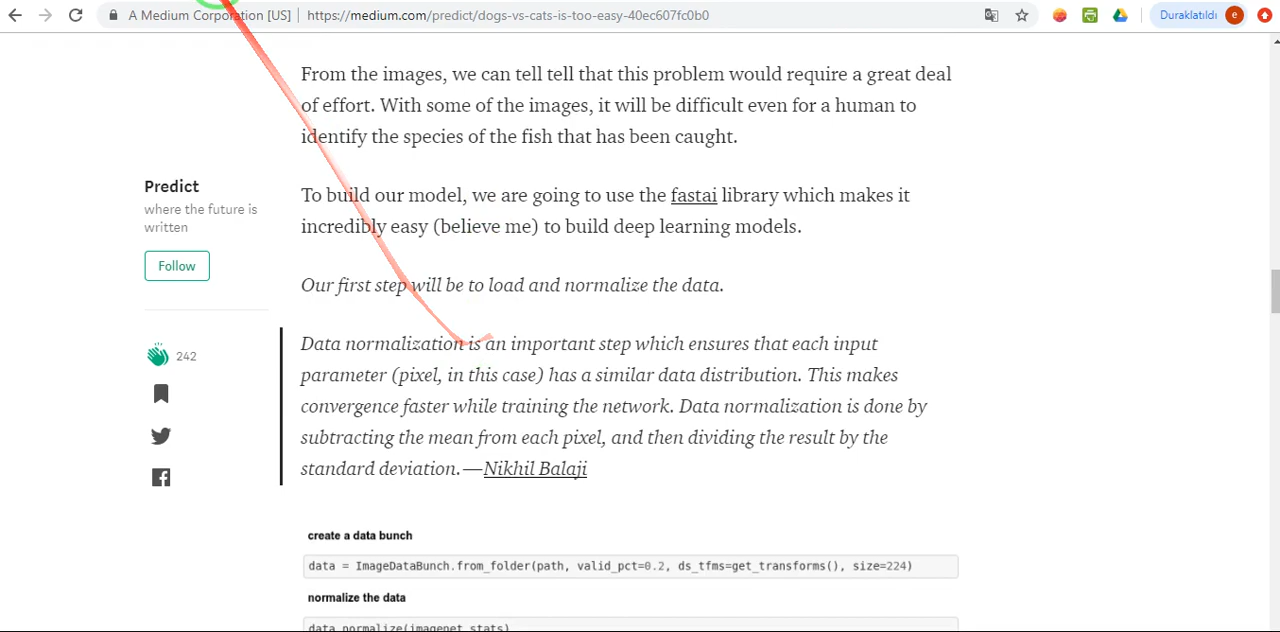 A Medium Corporation [US] | https://medium.com/predict/dogs-vs-cats-is-too-easy-40ec607fc0b0
Duraklatıldı e
From the images, we can tell tell that this problem would require a great deal
of effort. With some of the images, it will be difficult even for a human to
identify the species of the fish that has been caught.
Predict
where the future is
written
Follow
To build our model, we are going to use the fastai library which makes it
incredibly easy (believe me) to build deep learning models.
Our first step will be to load and normalize the data.
242
Data normalization is an important step which ensures that each input
parameter (pixel, in this case) has a similar data distribution. This makes
convergence faster while training the network. Data normalization is done by
subtracting the mean from each pixel, and then dividing the result by the
standard deviation. — Nikhil Balaji
create a data bunch
data = ImageDataBunch.from_folder(path, valid_pct=0.2, ds_tfms=get_transforms(), size=224)
normalize the data
data.normalize(imagenet_stats)